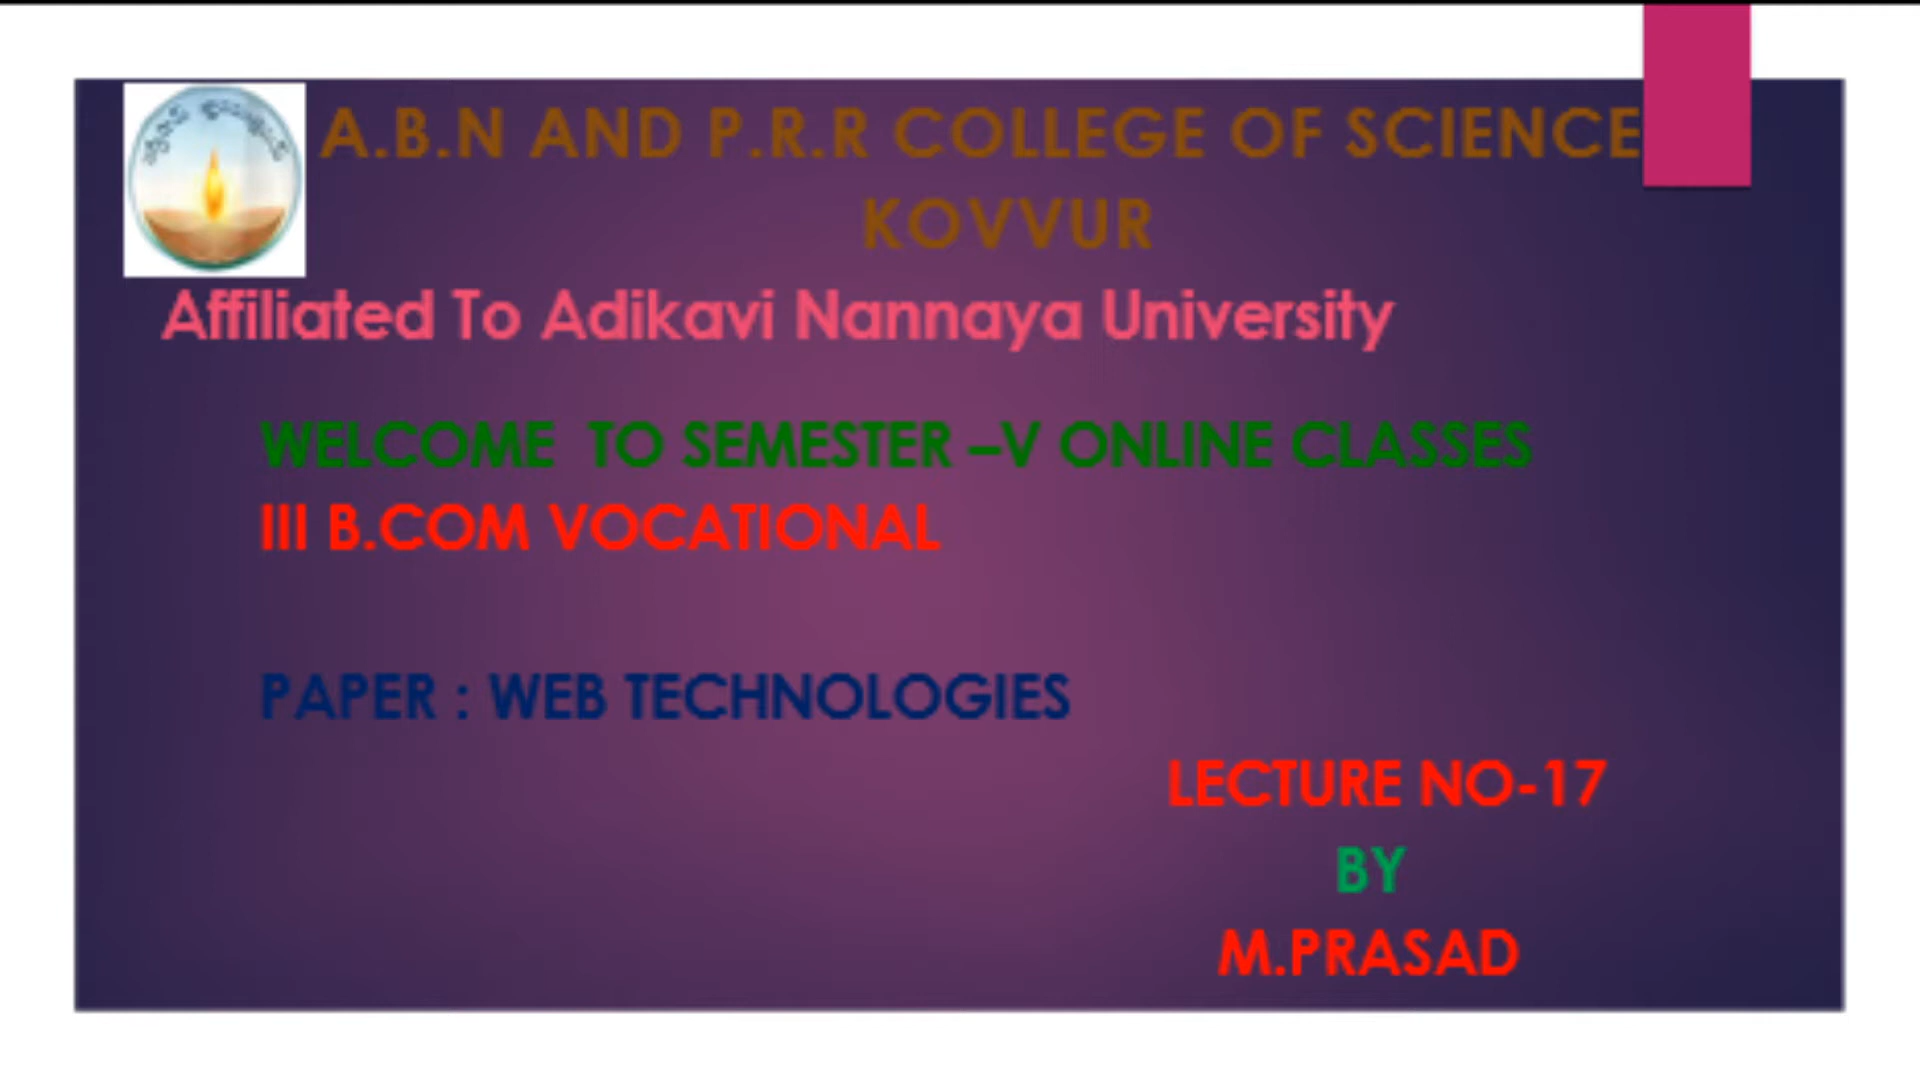 A.B.N AND P.R.R COLLEGE OF SCIENCE
KOVVUR
Affiliated To Adikavi Nannaya University
WELCOME TO SEMESTER –V ONLINE CLASSES
III B.COM VOCATIONAL
PAPER : WEB TECHNOLOGIES
LECTURE NO-17
BY
M.PRASAD